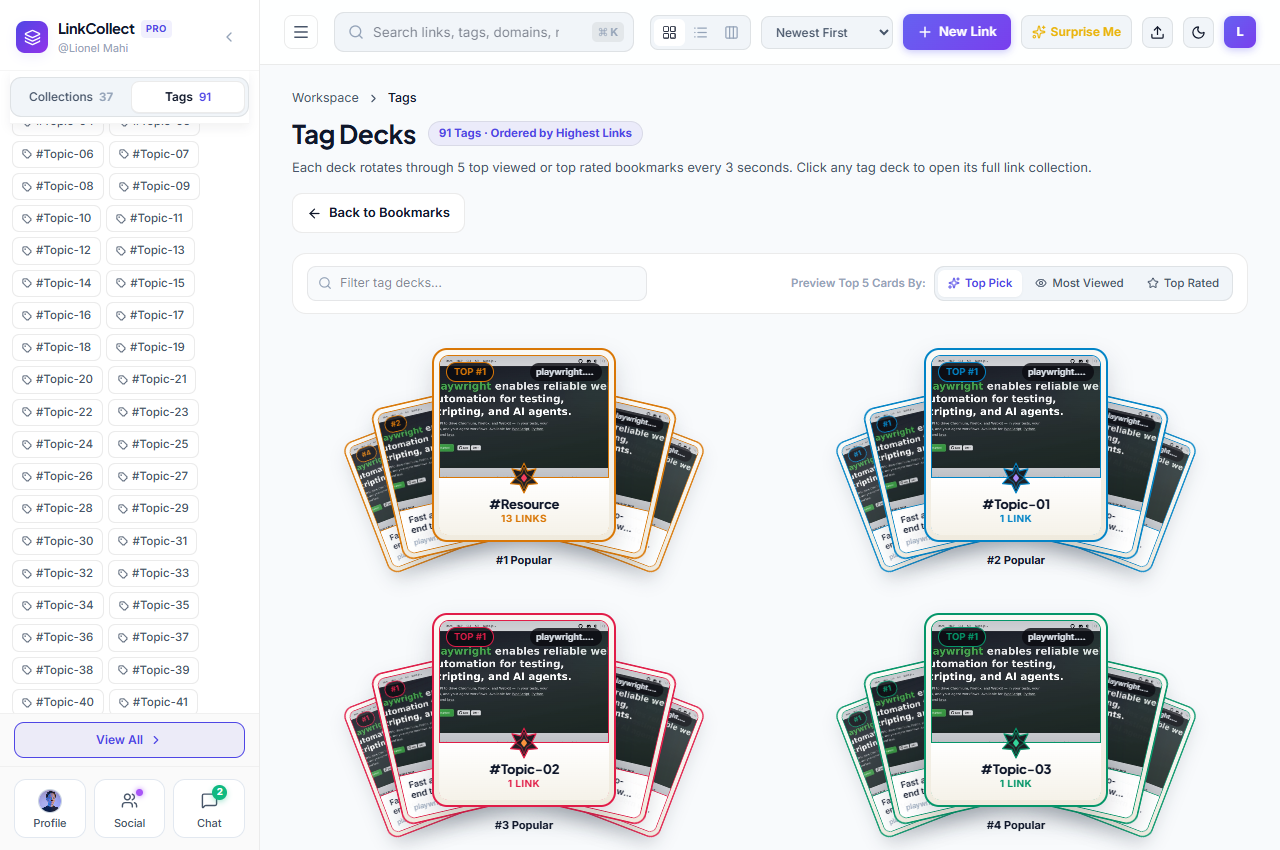 LinkCollect PRO
@Lionel Mahi
Search links, tags, domains, r
⌘ K
Newest First
+ New Link
Surprise Me
L
Collections 37
Tags 91
#Topic-06
#Topic-07
#Topic-08
#Topic-09
#Topic-10
#Topic-11
#Topic-12
#Topic-13
#Topic-14
#Topic-15
#Topic-16
#Topic-17
#Topic-18
#Topic-19
#Topic-20
#Topic-21
#Topic-22
#Topic-23
#Topic-24
#Topic-25
#Topic-26
#Topic-27
#Topic-28
#Topic-29
#Topic-30
#Topic-31
#Topic-32
#Topic-33
#Topic-34
#Topic-35
#Topic-36
#Topic-37
#Topic-38
#Topic-39
#Topic-40
#Topic-41
View All
Profile
Social
Chat
2
Workspace > Tags
Tag Decks
91 Tags · Ordered by Highest Links
Each deck rotates through 5 top viewed or top rated bookmarks every 3 seconds. Click any tag deck to open its full link collection.
← Back to Bookmarks
Filter tag decks...
Preview Top 5 Cards By:
Top Pick
Most Viewed
Top Rated
TOP #1
playwright....
aywright enables reliable we
utomation for testing,
cripting, and AI agents.
#2
#4
#Resource
13 LINKS
#1 Popular
TOP #1
playwright....
aywright enables reliable we
utomation for testing,
cripting, and AI agents.
#1
#1
#Topic-01
1 LINK
#2 Popular
TOP #1
playwright....
aywright enables reliable we
utomation for testing,
cripting, and AI agents.
#1
#1
#Topic-02
1 LINK
#3 Popular
TOP #1
playwright....
aywright enables reliable we
utomation for testing,
cripting, and AI agents.
#1
#1
#Topic-03
1 LINK
#4 Popular